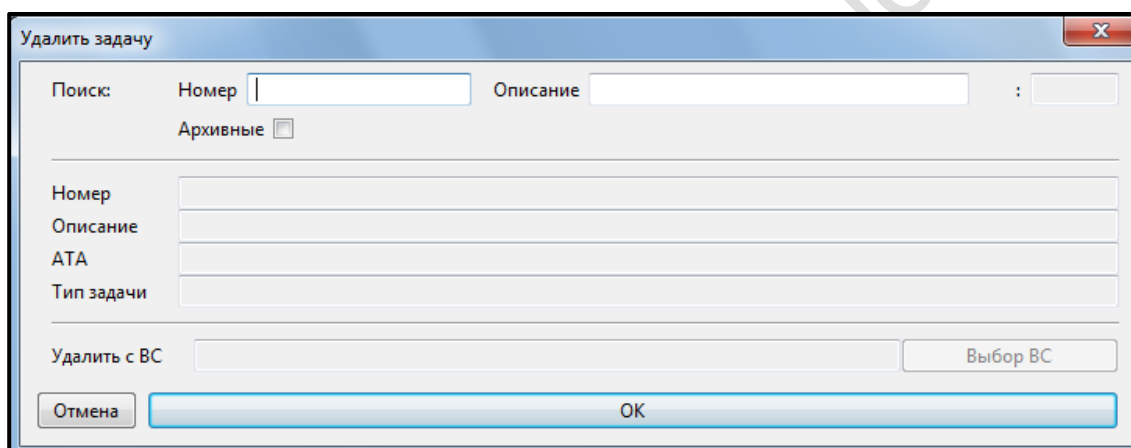 Удалить задачу
Поиск: Номер Описание :
Архивные
Номер
Описание
ATA
Тип задачи
Удалить с ВС Выбор ВС
Отмена OK